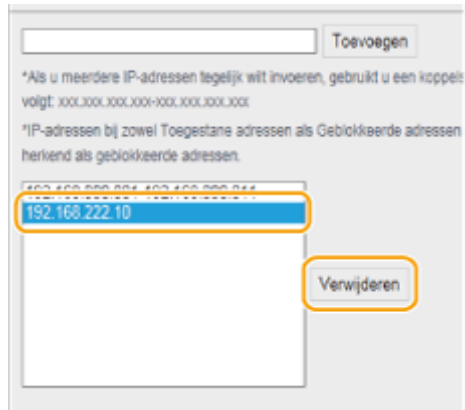 Toevoegen
*Als u meerdere IP-adressen tegelijk wilt invoeren, gebruikt u een koppels
volgt: xxx.xxx.xxx.xxx-xxx.xxx.xxx.xxx
*IP-adressen bij zowel Toegestane adressen als Geblokkeerde adressen
herkend als geblokkeerde adressen.
192.168.222.10
Verwijderen